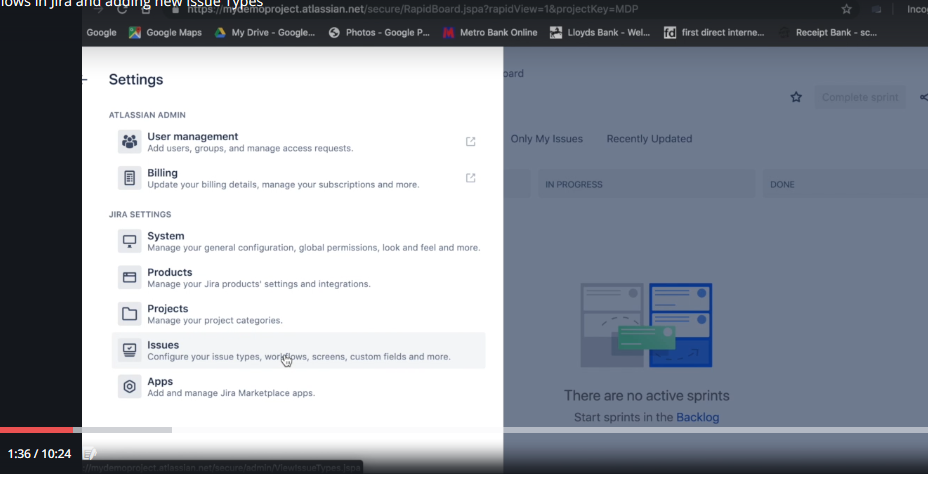 lows in Jira and adding new Issue Types
https://mydemoproject.atlassian.net/secure/RapidBoard.jspa?rapidView=1&projectKey=MDP
Inco
Google Google Maps My Drive - Google... Photos - Google P... Metro Bank Online Lloyds Bank - Wel... first direct interne... Receipt Bank - sc...
Settings
ATLASSIAN ADMIN
User management
Add users, groups, and manage access requests.
Billing
Update your billing details, manage your subscriptions and more.
JIRA SETTINGS
System
Manage your general configuration, global permissions, look and feel and more.
Products
Manage your Jira products' settings and integrations.
Projects
Manage your project categories.
Issues
Configure your issue types, workflows, screens, custom fields and more.
Apps
Add and manage Jira Marketplace apps.
oard
Complete sprint
Only My Issues Recently Updated
IN PROGRESS DONE
There are no active sprints
Start sprints in the Backlog
1:36 / 10:24
//mydemoproject.atlassian.net/secure/admin/ViewIssueTypes.jspa